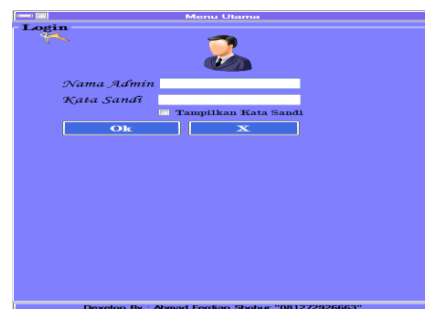 Menu Utama
Login
Nama Admin
Kata Sandi
Tampilkan Kata Sandi
Ok X
Develop By : Ahmad Ferdian Shobur "081272926663"